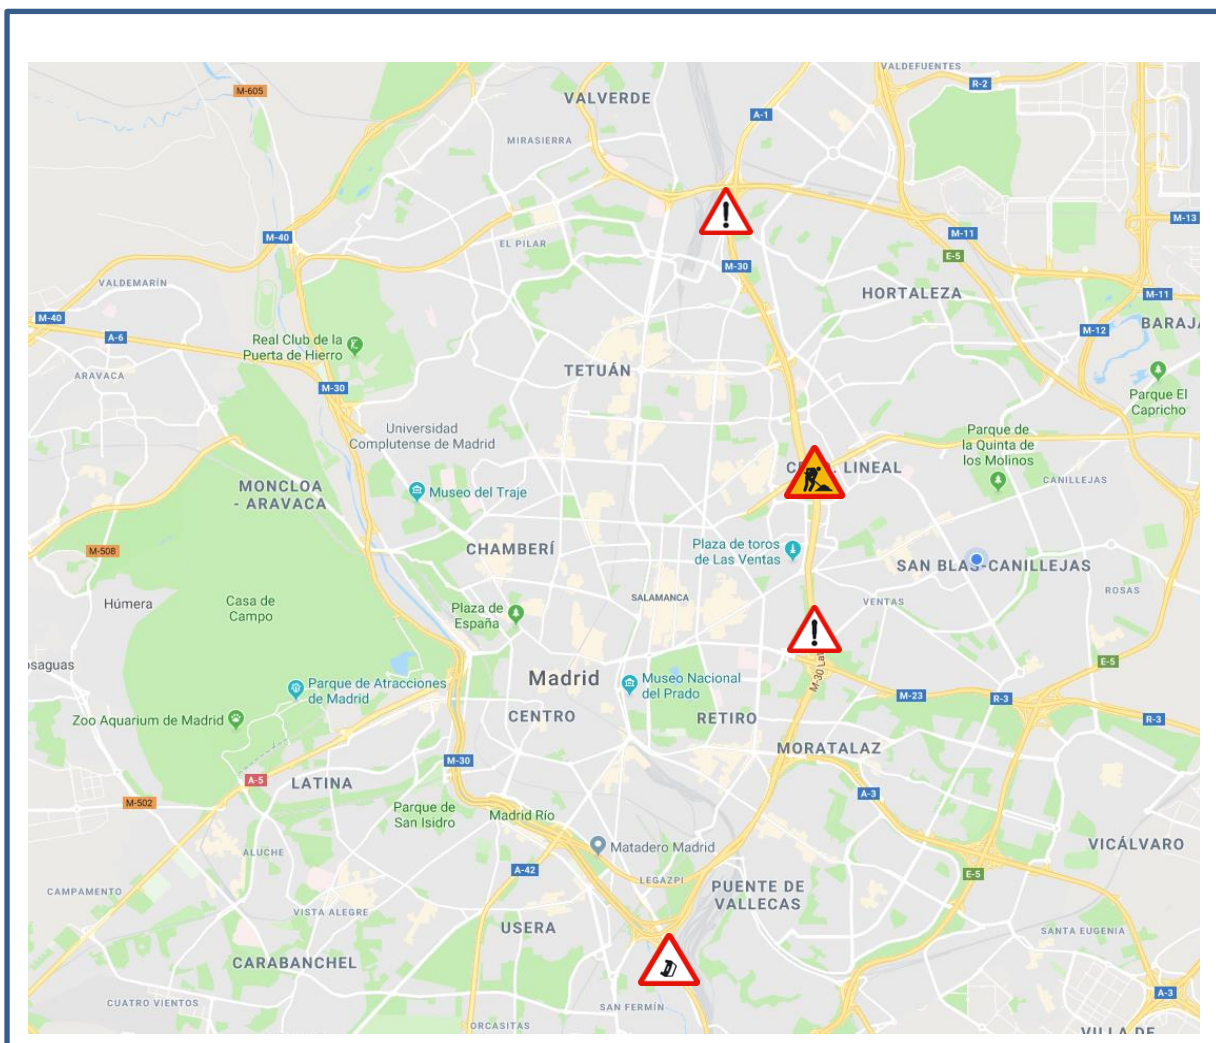 VALDEFUENTES
M-605
R-2
VALVERDE
A-1
MIRASIERRA
M-13
M-40
M-11
EL PILAR
E-5
M-30
VALDEMARÍN
HORTALEZA
M-11
M-40
BARAJA
M-12
A-6
Real Club de la
Puerta de Hierro
TETUÁN
ARAVACA
M-30
Parque El
Capricho
Universidad
Complutense de Madrid
Parque de
la Quinta de
los Molinos
LINEAL
CANILLEJAS
MONCLOA
- ARAVACA
Museo del Traje
M-508
CHAMBERÍ
Plaza de toros
de Las Ventas
SAN BLAS-CANILLEJAS
ROSAS
Húmera
Casa de
Campo
Plaza de
España
SALAMANCA
VENTAS
osaguas
E-5
Madrid
Museo Nacional
del Prado
M-30
Parque de Atracciones
de Madrid
M-23
R-3
R-3
Zoo Aquarium de Madrid
CENTRO
RETIRO
MORATALAZ
M-30
A-5
LATINA
A-3
M-502
Parque de
San Isidro
Madrid Río
Matadero Madrid
VICÁLVARO
ALUCHE
A-42
LEGAZPI
E-5
CAMPAMENTO
PUENTE DE
VALLECAS
VISTA ALEGRE
USERA
SANTA EUGENIA
CARABANCHEL
A-3
CUATRO VIENTOS
SAN FERMÍN
ORCASITAS
VILLA DE